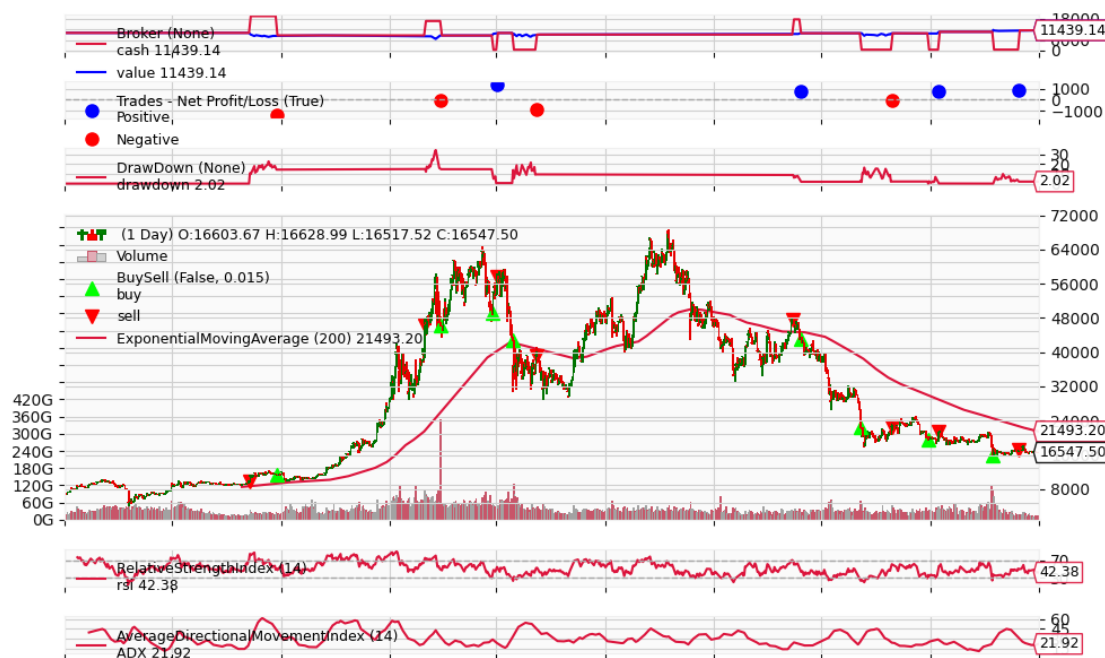 Broker (None)
cash 11439.14
value 11439.14
18000
11439.14
0
Trades - Net Profit/Loss (True)
Positive
Negative
1000
0
−1000
DrawDown (None)
drawdown 2.02
30
20
2.02
(1 Day) O:16603.67 H:16628.99 L:16517.52 C:16547.50
Volume
BuySell (False, 0.015)
buy
sell
ExponentialMovingAverage (200) 21493.20
72000
64000
56000
48000
40000
32000
24000
21493.20
16547.50
8000
420G
360G
300G
240G
180G
120G
60G
0G
RelativeStrengthIndex (14)
rsi 42.38
70
42.38
AverageDirectionalMovementIndex (14)
ADX 21.92
60
45
21.92